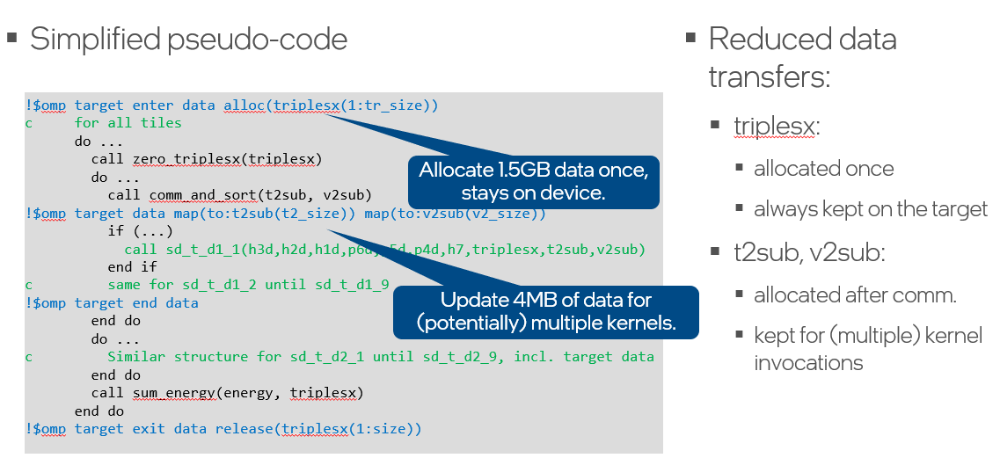 Simplified pseudo-code
!$omp target enter data alloc(triplesx(1:tr_size))
c     for all tiles
      do ...
        call zero_triplesx(triplesx)
        do ...
          call comm_and_sort(t2sub, v2sub)
!$omp target data map(to:t2sub(t2_size)) map(to:v2sub(v2_size))
          if (...)
            call sd_t_d1_1(h3d,h2d,h1d,p6d,5d,p4d,h7,triplesx,t2sub,v2sub)
          end if
c         same for sd_t_d1_2 until sd_t_d1_9
!$omp target end data
        end do
        do ...
c         Similar structure for sd_t_d2_1 until sd_t_d2_9, incl. target data
        end do
        call sum_energy(energy, triplesx)
      end do
!$omp target exit data release(triplesx(1:size))
Allocate 1.5GB data once,
stays on device.
Update 4MB of data for
(potentially) multiple kernels.
Reduced data
transfers:
triplesx:
allocated once
always kept on the target
t2sub, v2sub:
allocated after comm.
kept for (multiple) kernel
invocations